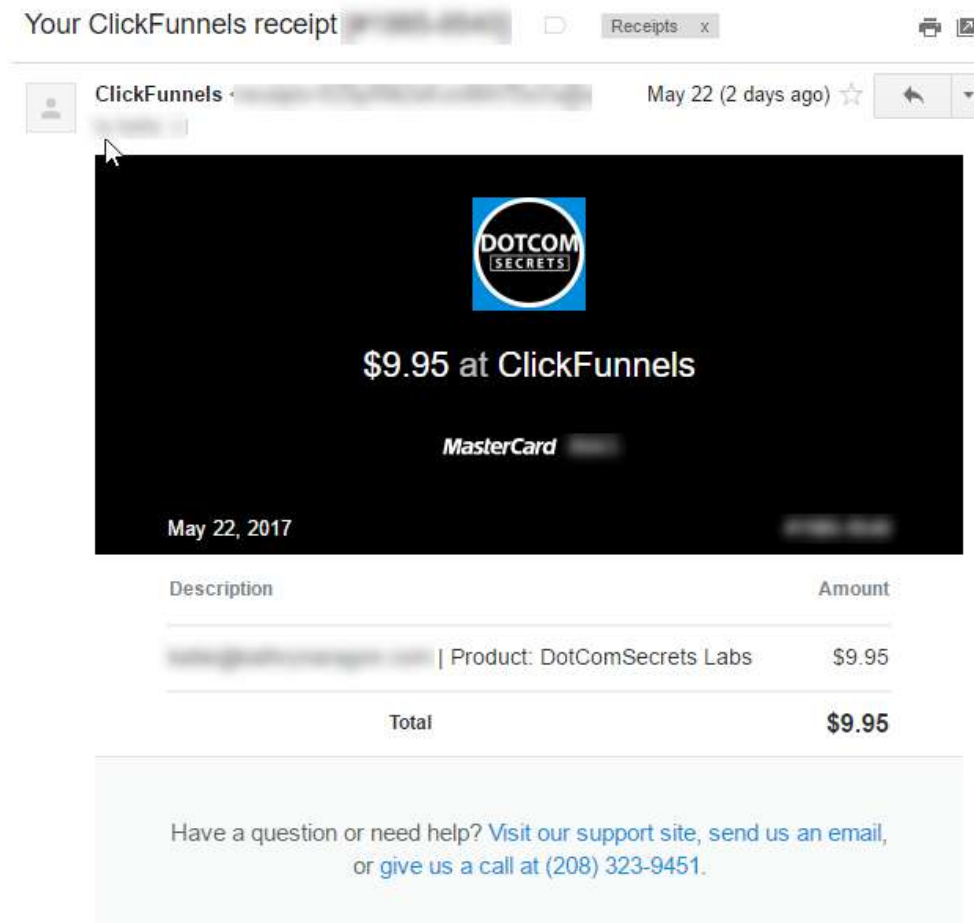 Your ClickFunnels receipt
Receipts x
ClickFunnels
May 22 (2 days ago)
DOTCOM
SECRETS
$9.95 at ClickFunnels
MasterCard
May 22, 2017
Description Amount
| Product: DotComSecrets Labs $9.95
Total $9.95
Have a question or need help? Visit our support site, send us an email,
or give us a call at (208) 323-9451.